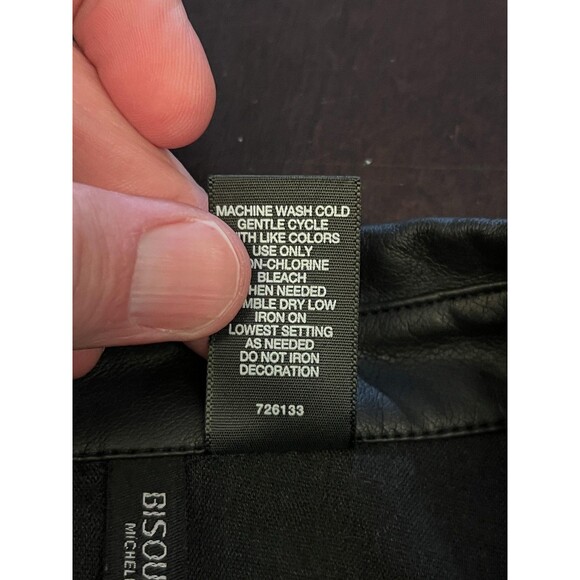 MACHINE WASH COLD
GENTLE CYCLE
LIKE COLORS
USE ONLY
BLEACH
NEEDED
DRY LOW
IRON ON
LOWEST SETTING
AS NEEDED
DO NOT IRON
DECORATION
726133